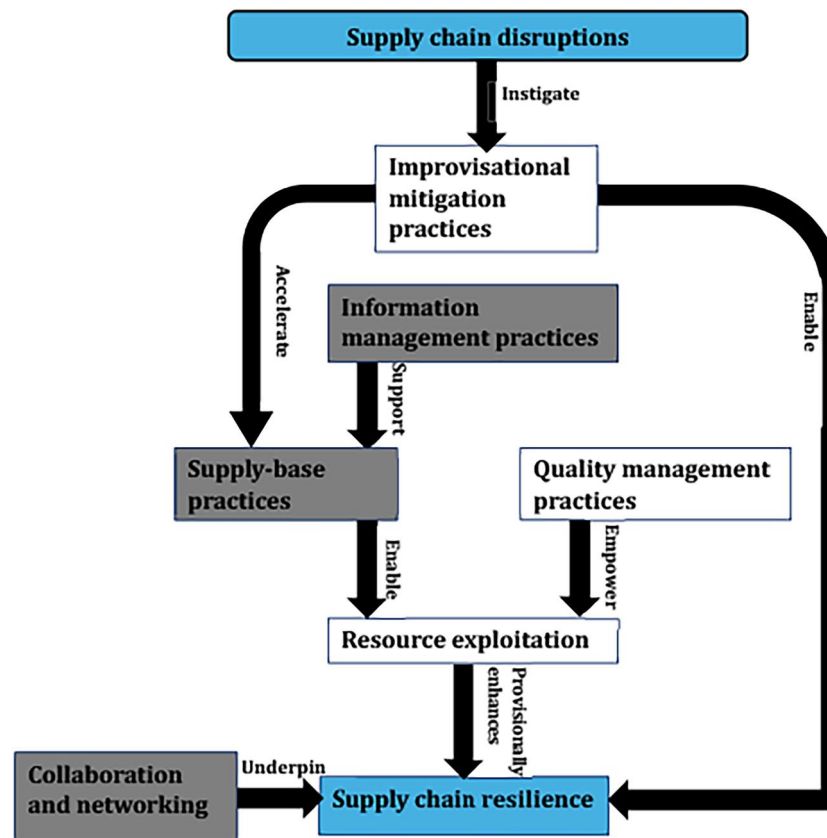 Supply chain disruptions
Instigate
Improvisational
mitigation
practices
Accelerate
Enable
Information
management practices
Support
Supply-base
practices
Quality management
practices
Enable
Empower
Resource exploitation
Provisionally
enhances
Collaboration
and networking
Underpin
Supply chain resilience